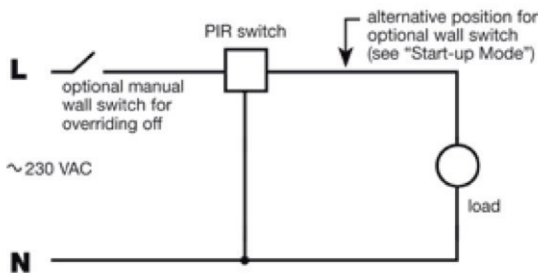 alternative position for
optional wall switch
(see "Start-up Mode")
PIR switch
L
optional manual
wall switch for
overriding off
~ 230 VAC
load
N